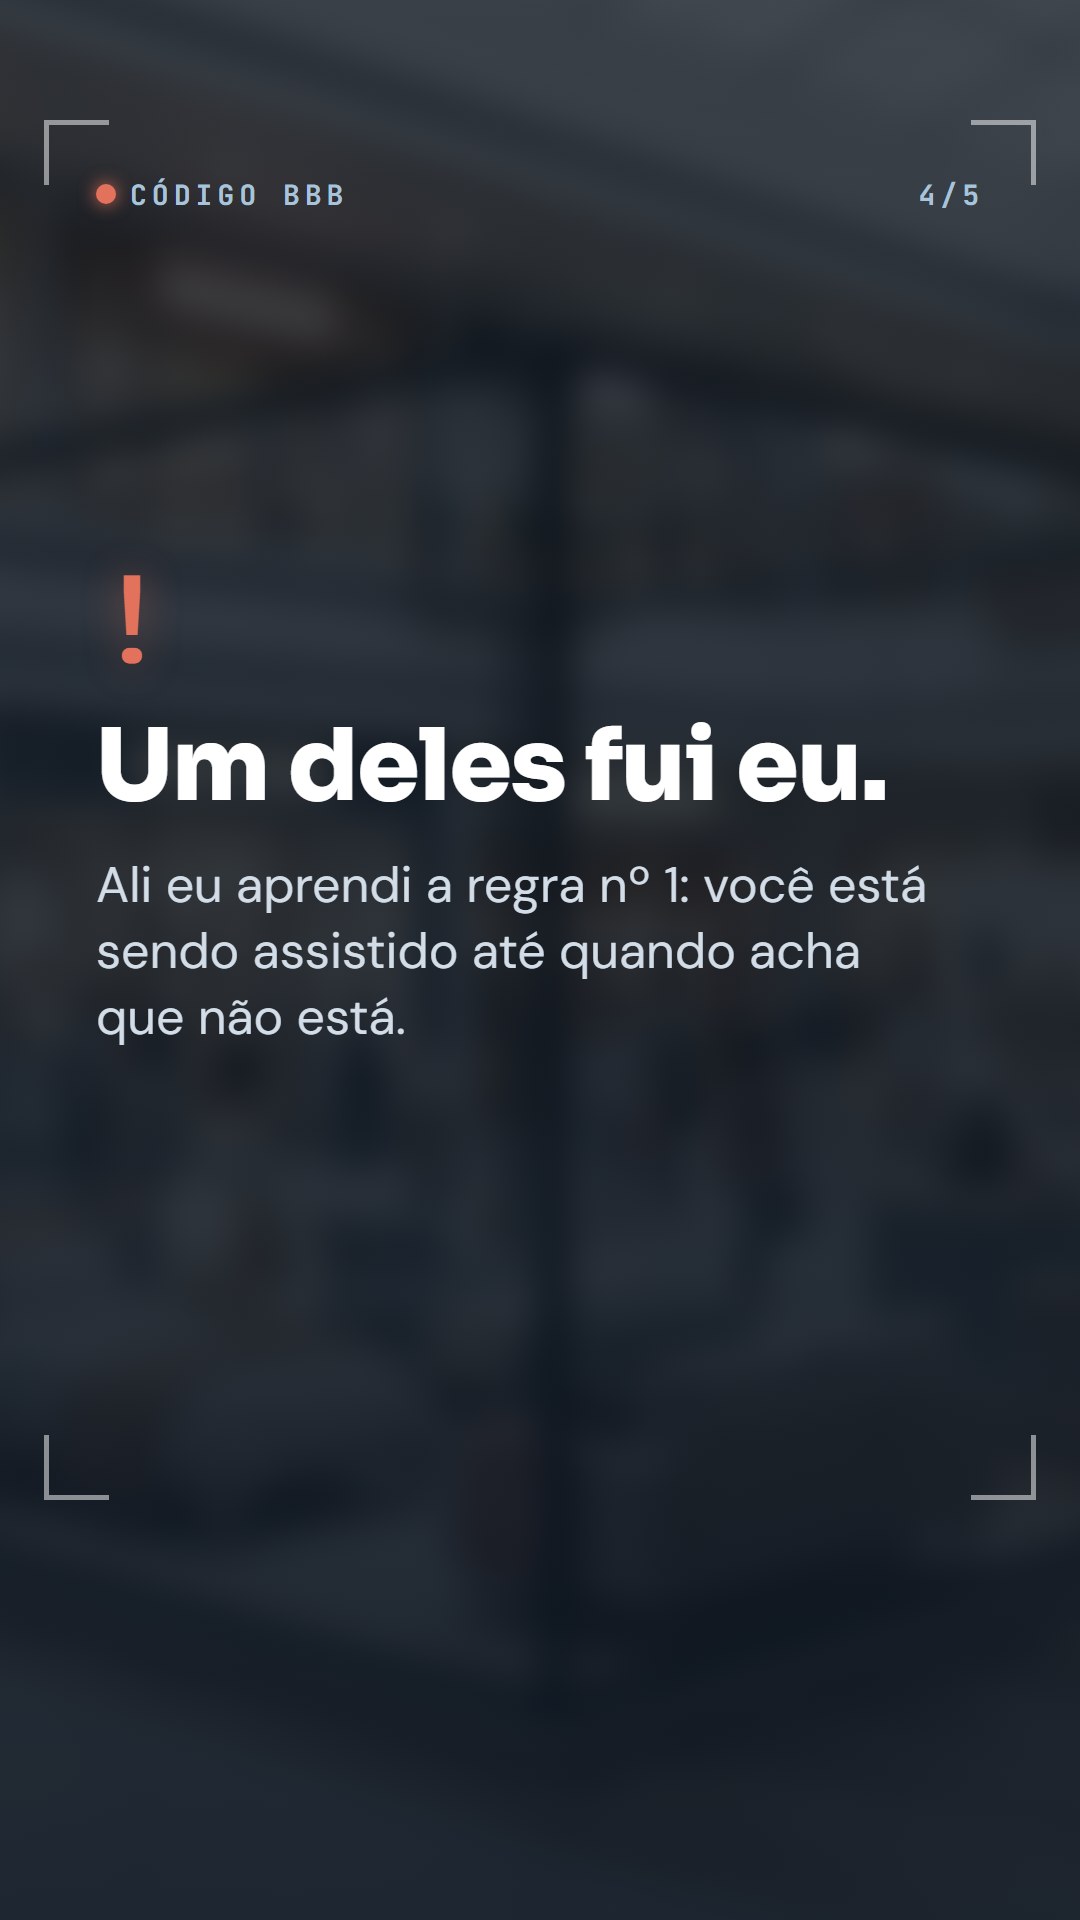 CÓDIGO BBB
4/5
!
Um deles fui eu.
Ali eu aprendi a regra nº 1: você está
sendo assistido até quando acha
que não está.